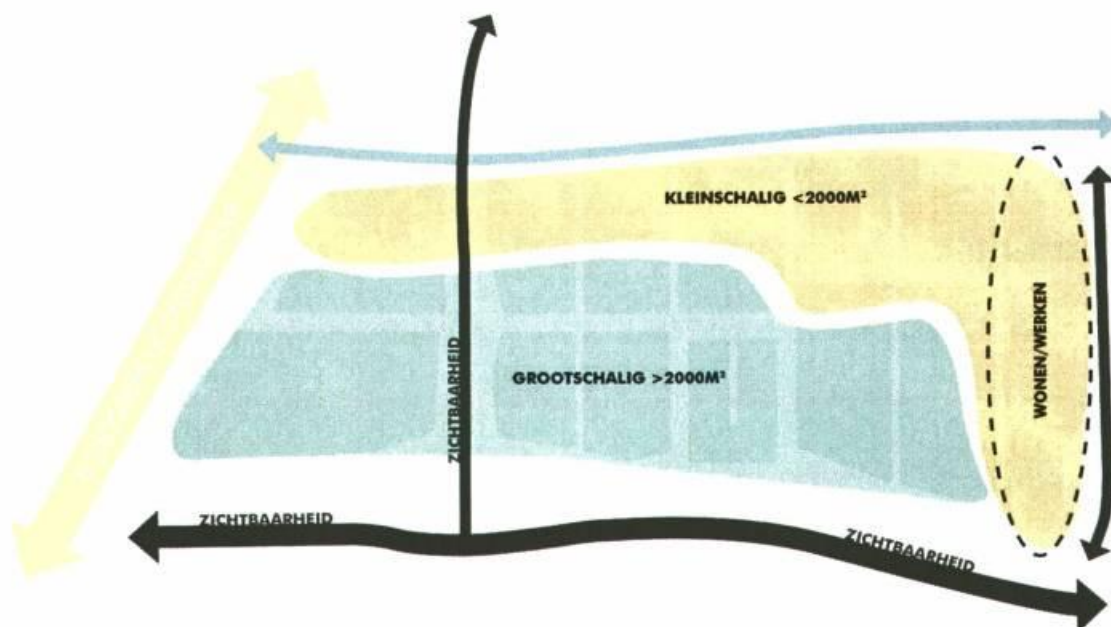 KLEINSCHALIG <2000M²
WONEN/WERKEN
GROOTSCHALIG >2000M²
ZICHTBAARHEID
ZICHTBAARHEID
ZICHTBAARHEID